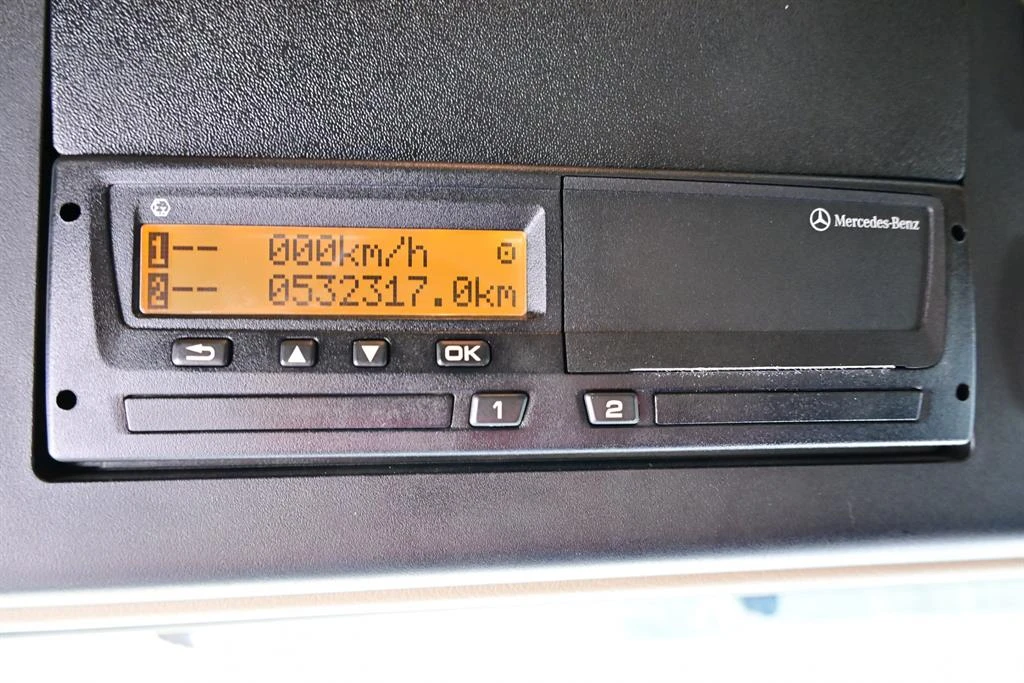 Mercedes-Benz
1-- 000km/h
2-- 0532317.0km
OK
1
2